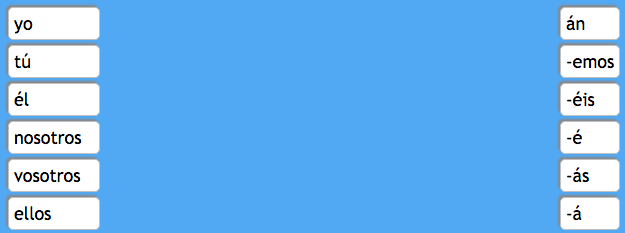 yo án
tú -emos
él -éis
nosotros -é
vosotros -ás
ellos -á